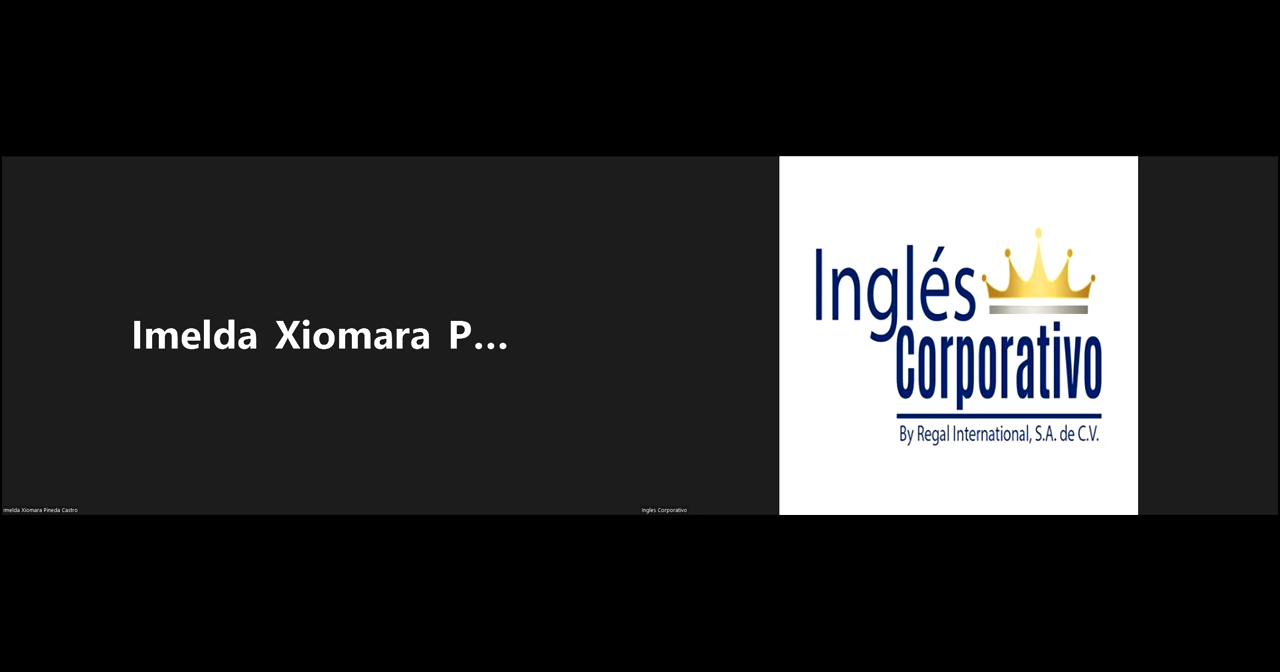 Imelda Xiomara P...
Imelda Xiomara Pineda Castro
Inglés
Corporativo
By Regal International, S.A. de C.V.
Ingles Corporativo